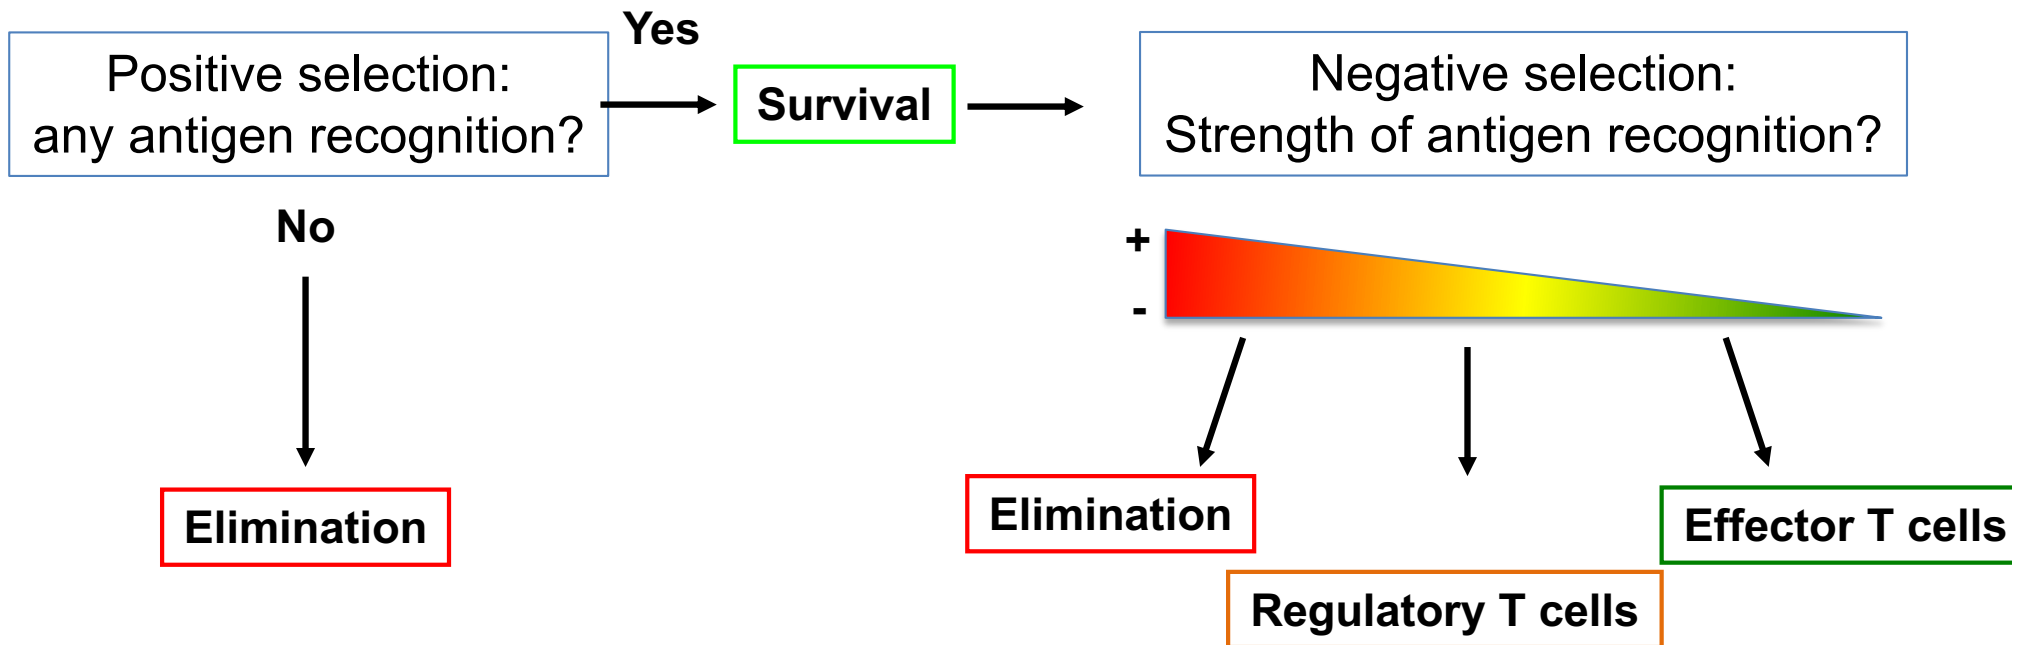 Positive selection:
any antigen recognition?
Yes
Survival
Negative selection:
Strength of antigen recognition?
No
+
-
Elimination
Elimination
Regulatory T cells
Effector T cells